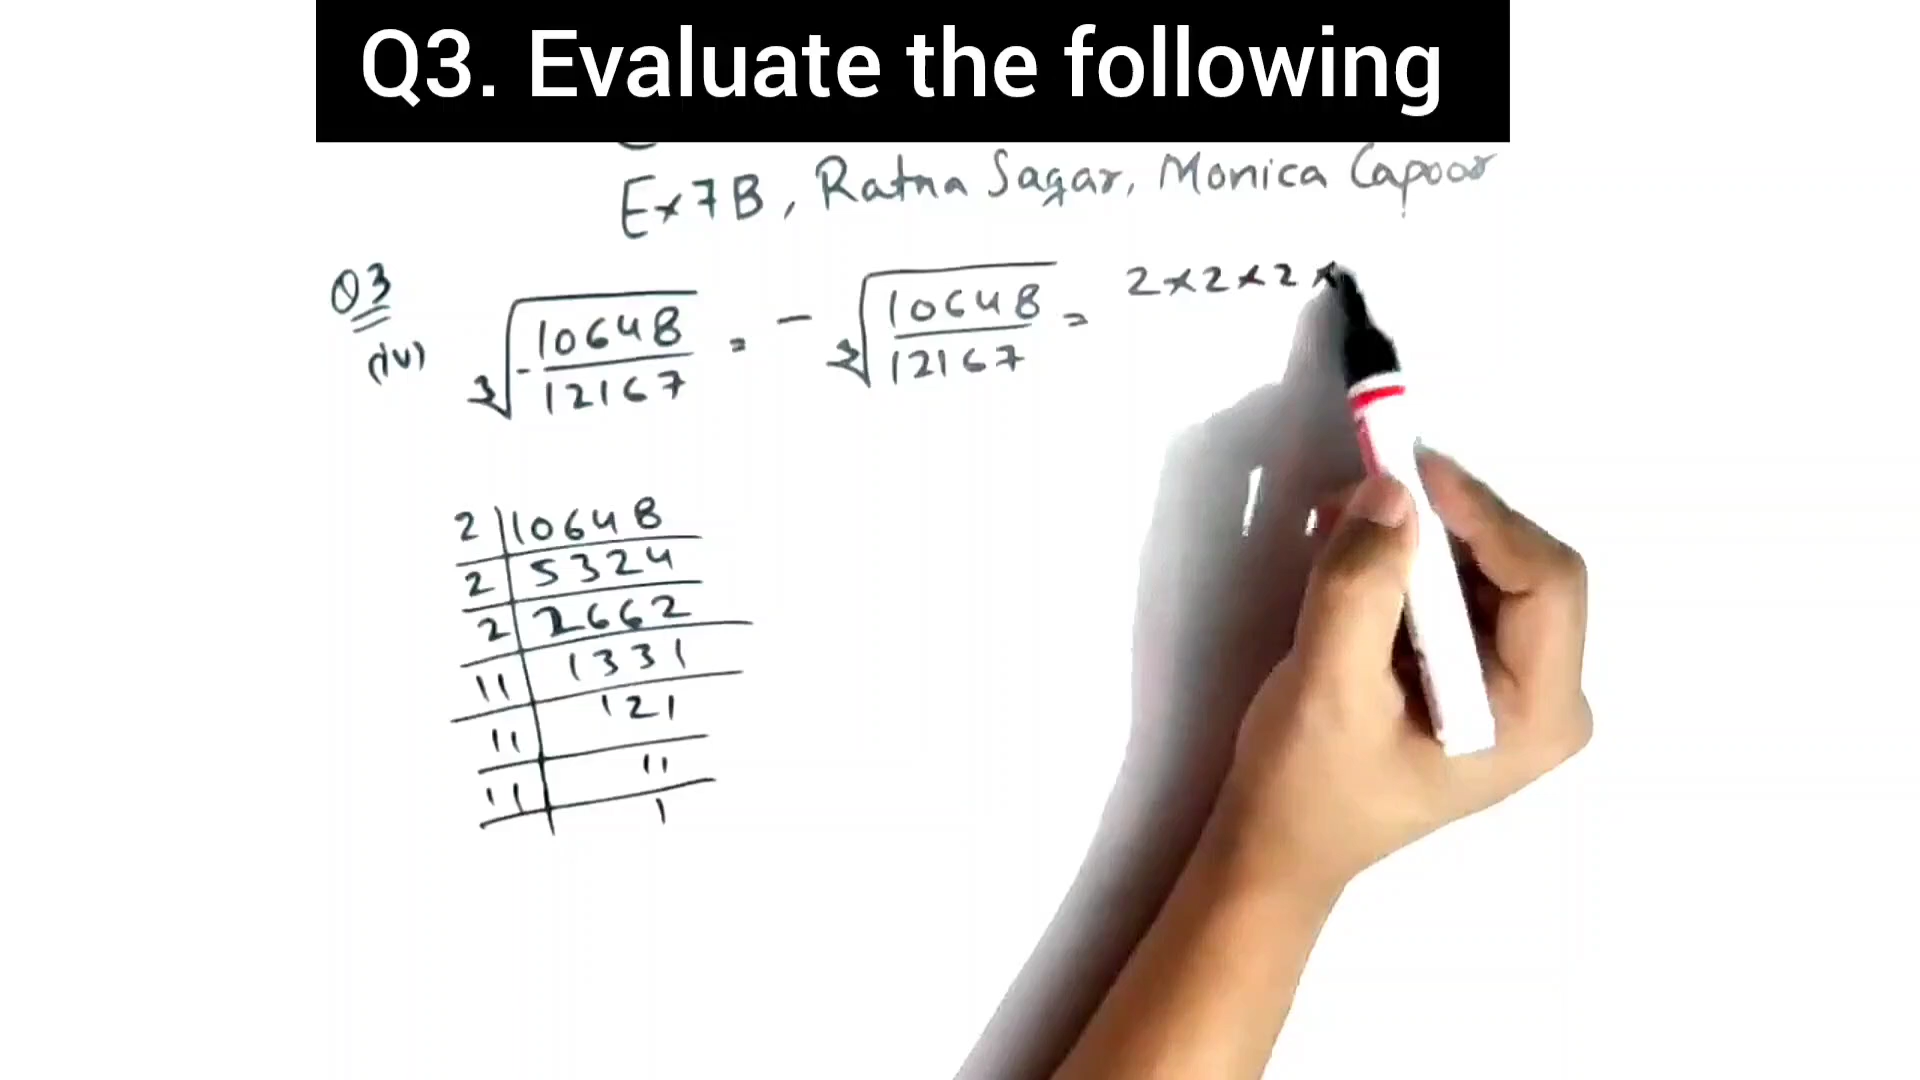 Q3. Evaluate the following
Ex 7B, Ratna Sagar, Monica Capoor
Q3
(iv) ∛(-10648/12167) = -∛(10648/12167) = 2×2×2×
2 | 10648
2 | 5324
2 | 2662
11 | 1331
11 | 121
11 | 11
1